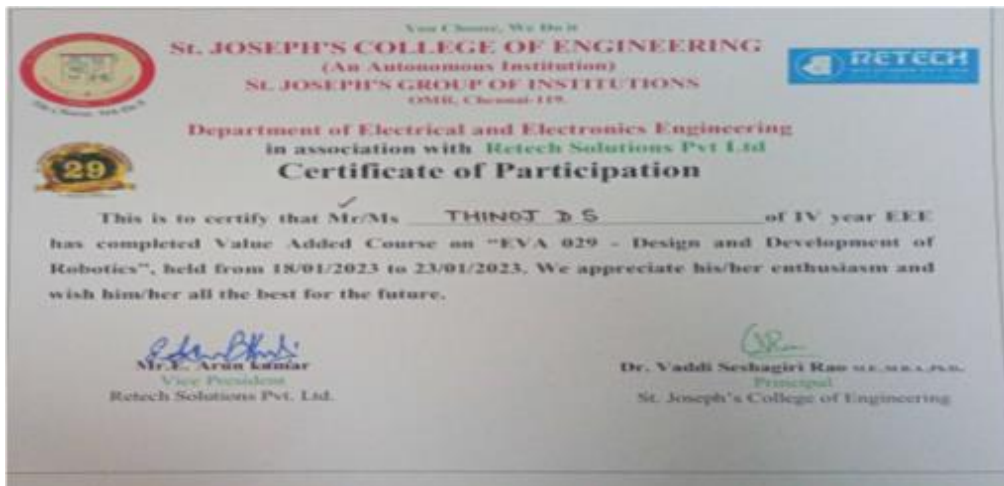 You Choose, We Do it
St. JOSEPH'S COLLEGE OF ENGINEERING
(An Autonomous Institution)
St. JOSEPH'S GROUP OF INSTITUTIONS
OMR, Chennai-119.
RETECH
Department of Electrical and Electronics Engineering
in association with Retech Solutions Pvt Ltd
29
Certificate of Participation
This is to certify that Mr/Ms THINOJ D S of IV year EEE
has completed Value Added Course on "EVA 029 - Design and Development of
Robotics", held from 18/01/2023 to 23/01/2023. We appreciate his/her enthusiasm and
wish him/her all the best for the future.
Mr.E. Arun kumar
Vice President
Retech Solutions Pvt. Ltd.
Dr. Vaddi Seshagiri Rao M.E.,M.B.A.,Ph.D.,
Principal
St. Joseph's College of Engineering